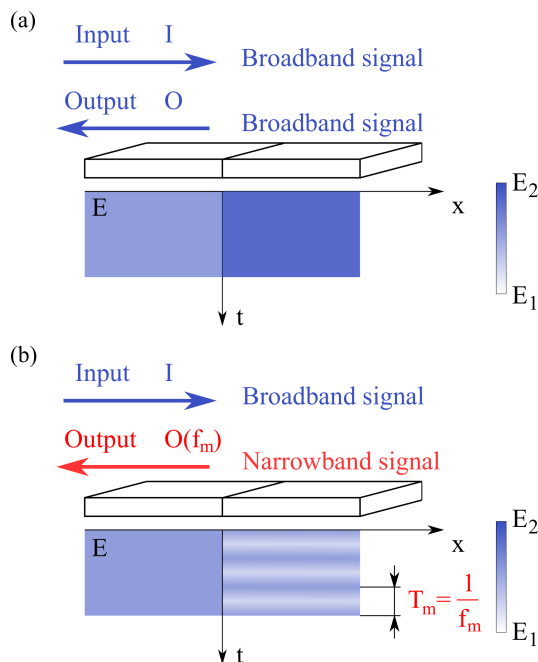 (a)
Input I
Broadband signal
Output O
Broadband signal
E
x
E₂
E₁
t
(b)
Input I
Broadband signal
Output O(fₘ)
Narrowband signal
E
x
E₂
Tₘ= 1/fₘ
E₁
t